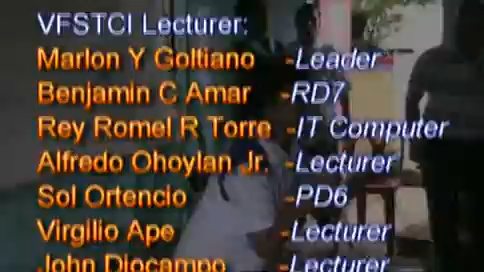 VFSTCI Lecturer:
Marlon Y Goltiano -Leader
Benjamin C Amar -RD7
Rey Romel R Torre -IT Computer
Alfredo Ohoylan Jr. -Lecturer
Sol Ortencio -PD6
Virgilio Ape -Lecturer
John Diocampo -Lecturer